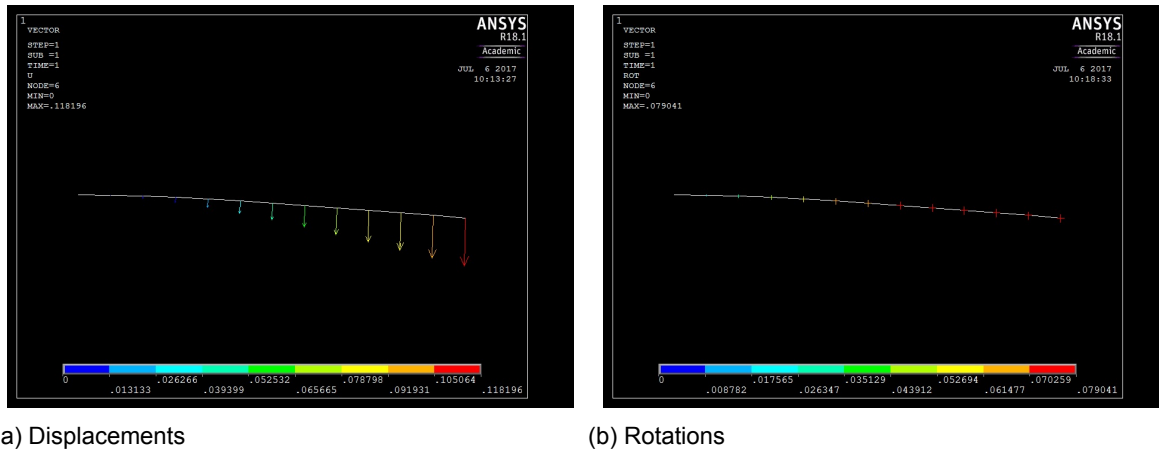 1
VECTOR
STEP=1
SUB =1
TIME=1
U
NODE=6
MIN=0
MAX=.118196
ANSYS
R18.1
Academic
JUL 6 2017
10:13:27
0 .026266 .052532 .078798 .105064
.013133 .039399 .065665 .091931 .118196
a) Displacements
1
VECTOR
STEP=1
SUB =1
TIME=1
ROT
NODE=6
MIN=0
MAX=.079041
ANSYS
R18.1
Academic
JUL 6 2017
10:18:33
0 .017565 .035129 .052694 .070259
.008782 .026347 .043912 .061477 .079041
(b) Rotations